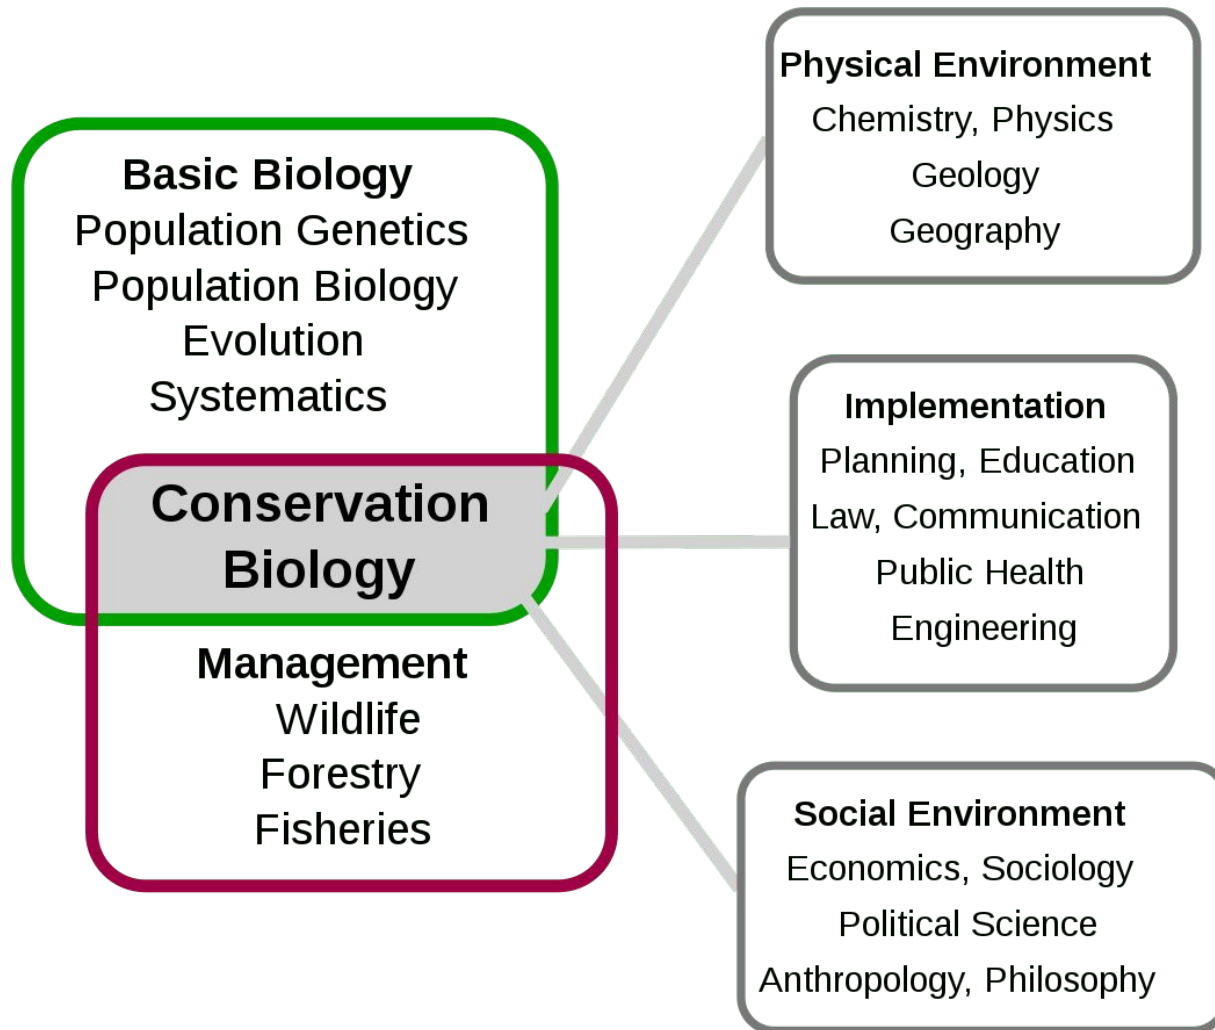 Basic Biology
Population Genetics
Population Biology
Evolution
Systematics
Conservation
Biology
Management
Wildlife
Forestry
Fisheries
Physical Environment
Chemistry, Physics
Geology
Geography
Implementation
Planning, Education
Law, Communication
Public Health
Engineering
Social Environment
Economics, Sociology
Political Science
Anthropology, Philosophy